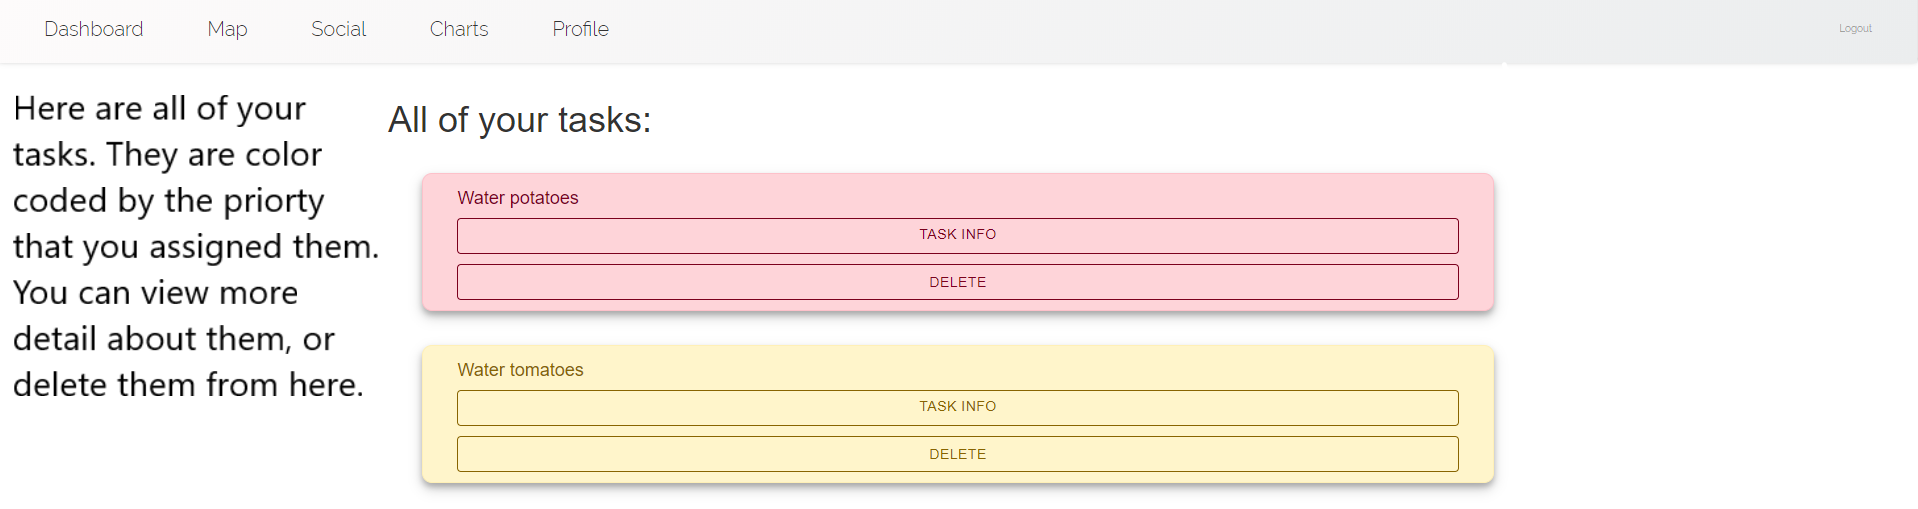 Dashboard Map Social Charts Profile Logout
Here are all of your
tasks. They are color
coded by the priorty
that you assigned them.
You can view more
detail about them, or
delete them from here.
All of your tasks:
Water potatoes
TASK INFO
DELETE
Water tomatoes
TASK INFO
DELETE